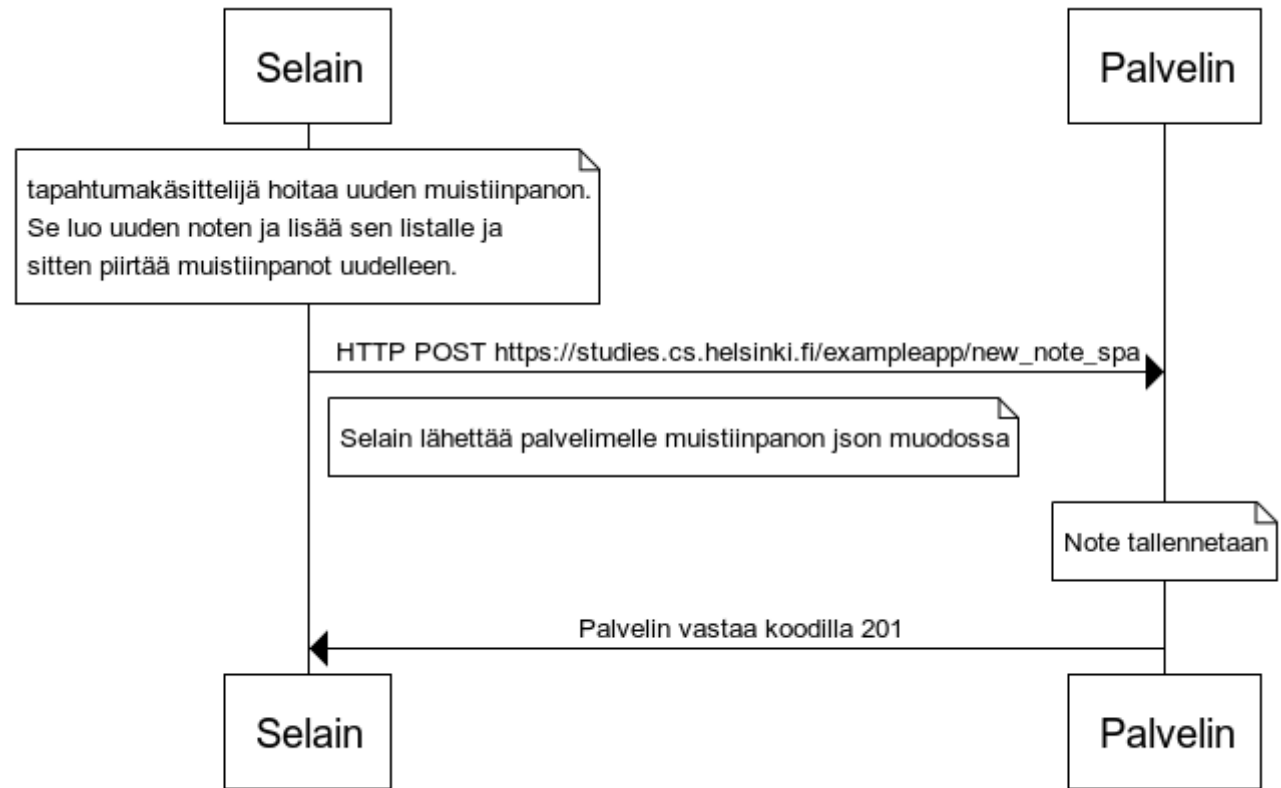 Selain
Palvelin
tapahtumakäsittelijä hoitaa uuden muistiinpanon.
Se luo uuden noten ja lisää sen listalle ja
sitten piirtää muistiinpanot uudelleen.
HTTP POST https://studies.cs.helsinki.fi/exampleapp/new_note_spa
Selain lähettää palvelimelle muistiinpanon json muodossa
Note tallennetaan
Palvelin vastaa koodilla 201
Selain
Palvelin